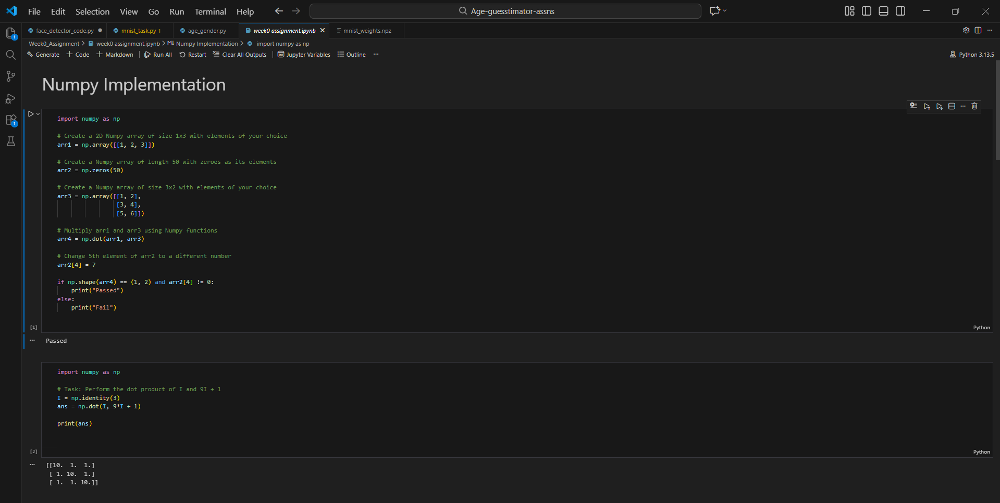 File Edit Selection View Go Run Terminal Help Age-guesstimator-assns
face_detector_code.py mnist_task.py 1 age_gender.py week0 assignment.ipynb mnist_weights.npz
Week0_Assignment > week0 assignment.ipynb > M↓ Numpy Implementation > import numpy as np
Generate + Code + Markdown Run All Restart Clear All Outputs Jupyter Variables Outline ... Python 3.13.5
1
1
Numpy Implementation
import numpy as np
# Create a 2D Numpy array of size 1x3 with elements of your choice
arr1 = np.array([[1, 2, 3]])
# Create a Numpy array of length 50 with zeroes as its elements
arr2 = np.zeros(50)
# Create a Numpy array of size 3x2 with elements of your choice
arr3 = np.array([[1, 2],
[3, 4],
[5, 6]])
# Multiply arr1 and arr3 using Numpy functions
arr4 = np.dot(arr1, arr3)
# Change 5th element of arr2 to a different number
arr2[4] = 7
if np.shape(arr4) == (1, 2) and arr2[4] != 0:
print("Passed")
else:
print("Fail")
[1] Python
Passed
import numpy as np
# Task: Perform the dot product of I and 9I + 1
I = np.identity(3)
ans = np.dot(I, 9*I + 1)
print(ans)
[2] Python
[[10.  1.  1.]
[ 1. 10.  1.]
[ 1.  1. 10.]]